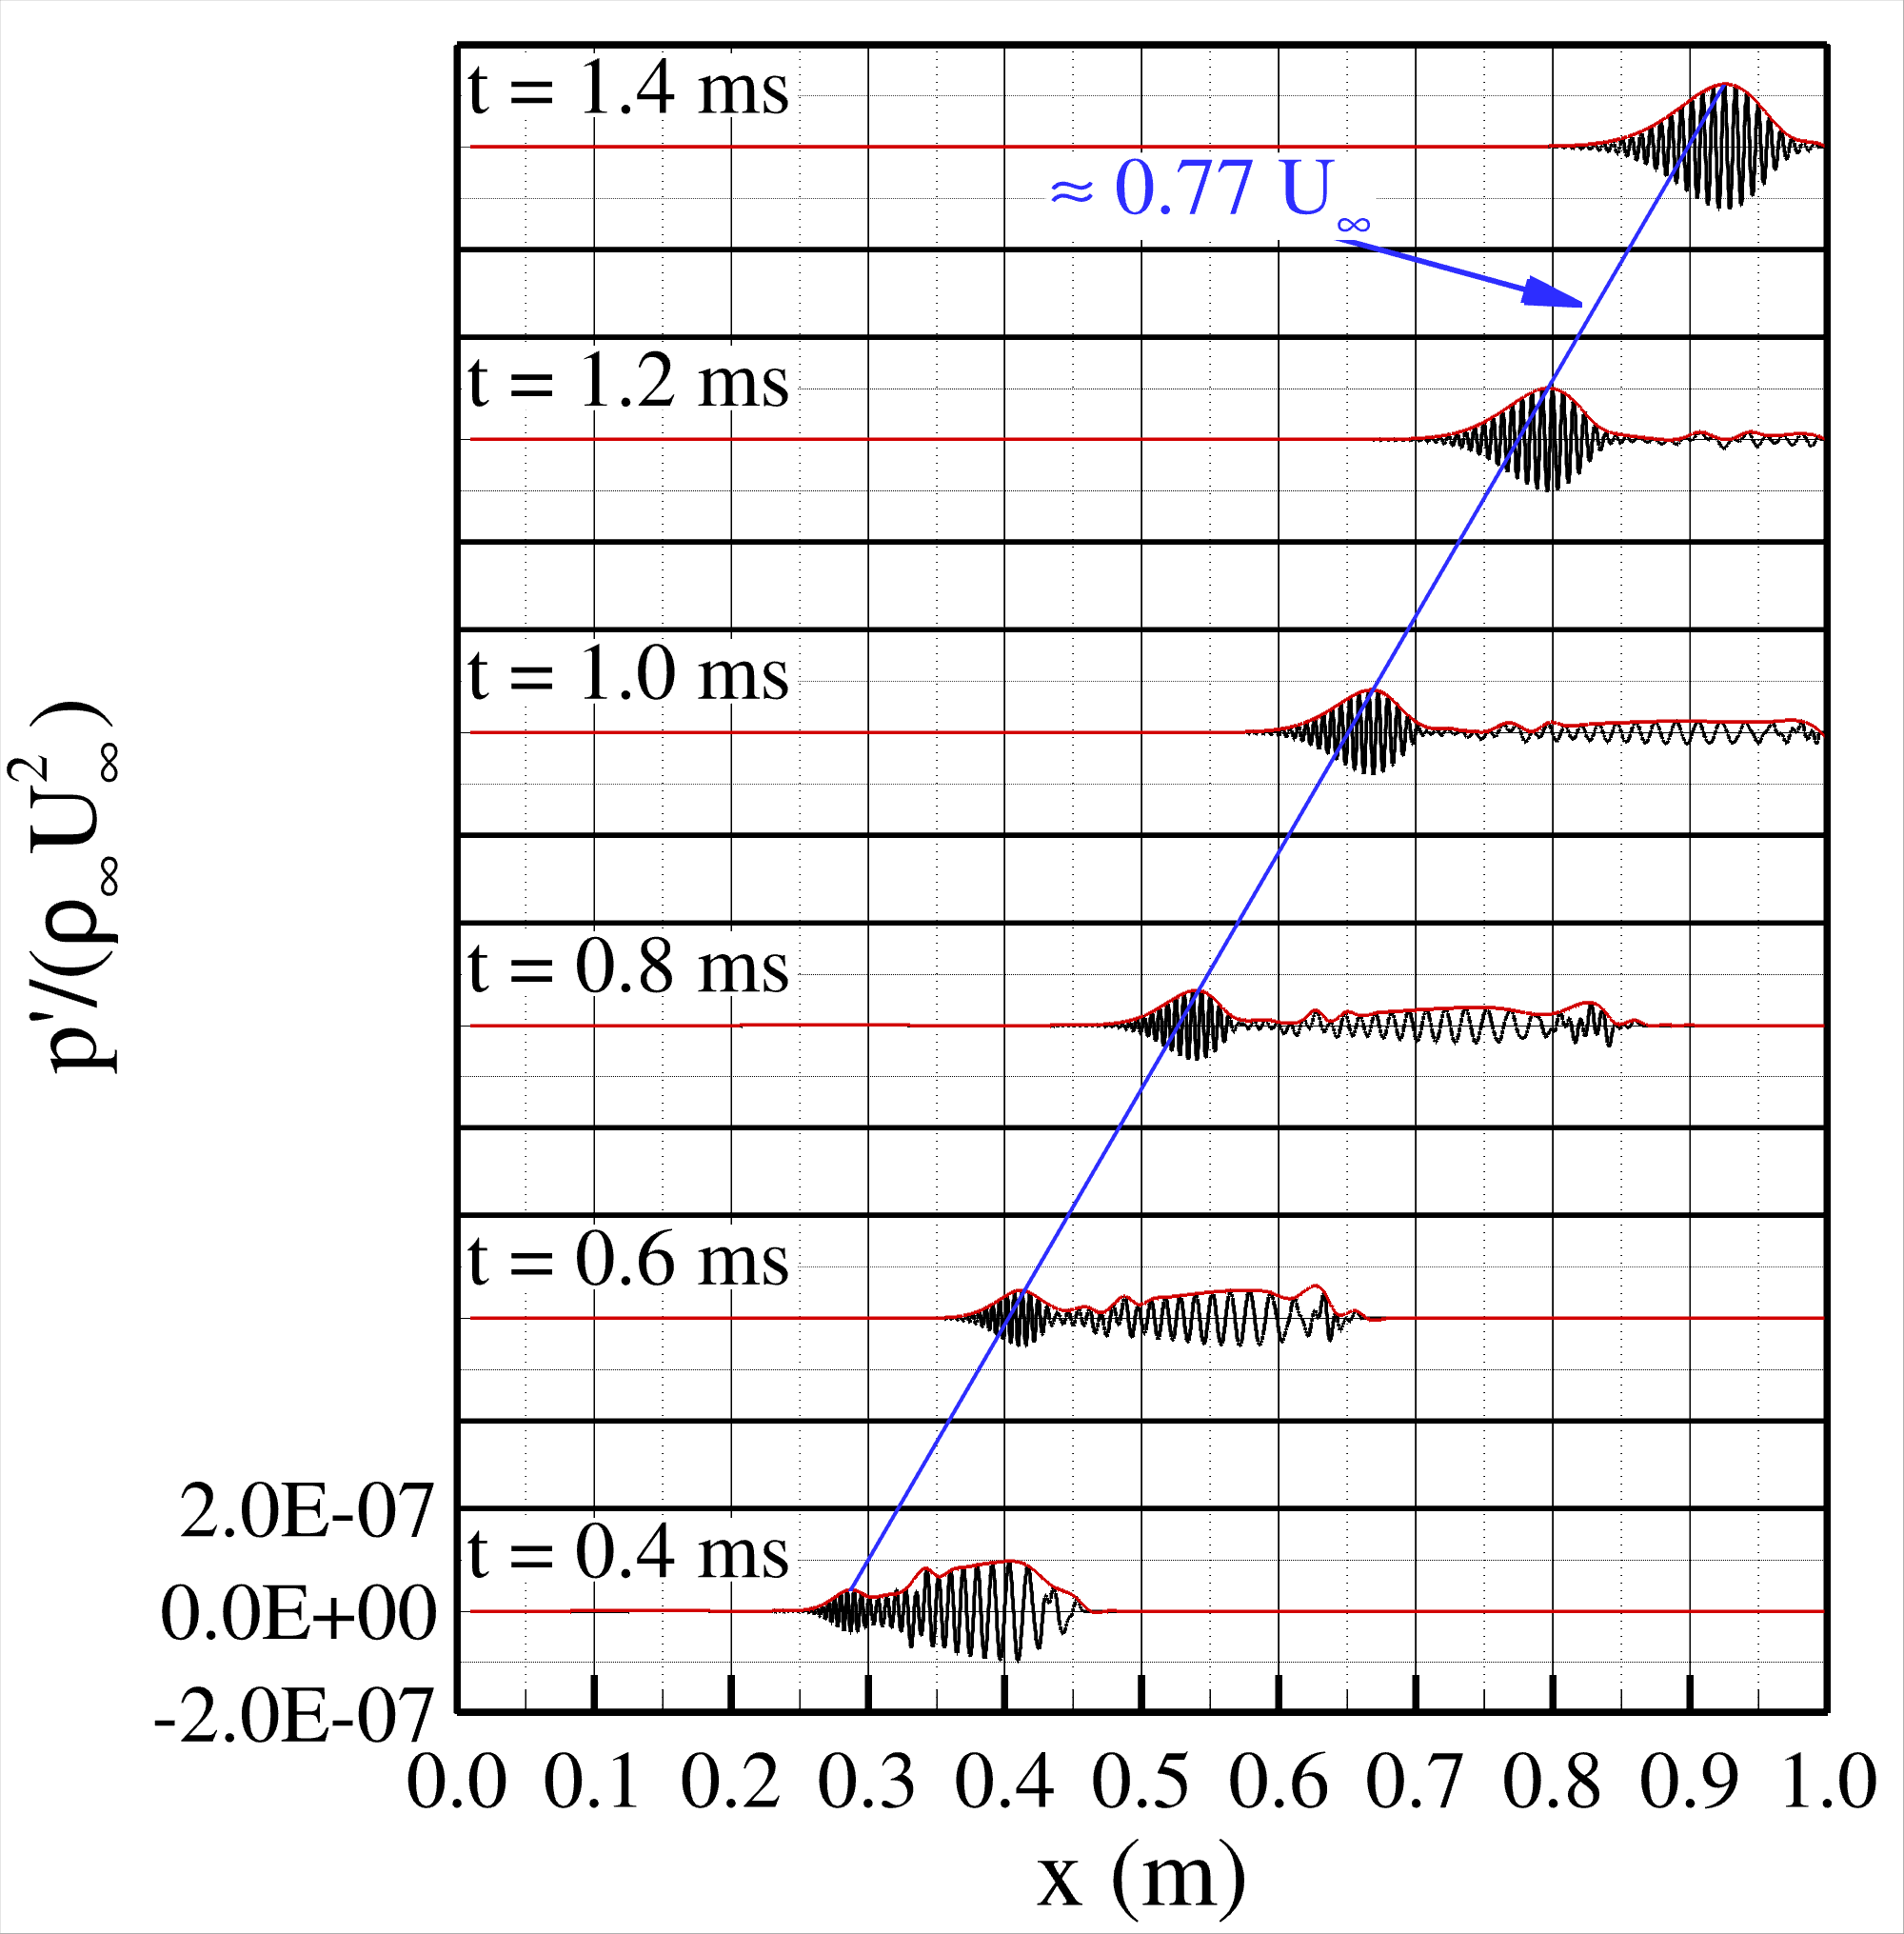 t = 1.4 ms
≈ 0.77 U∞
t = 1.2 ms
t = 1.0 ms
t = 0.8 ms
t = 0.6 ms
t = 0.4 ms
p'/(ρ∞U∞²)
2.0E-07
0.0E+00
-2.0E-07
0.0 0.1 0.2 0.3 0.4 0.5 0.6 0.7 0.8 0.9 1.0
x (m)